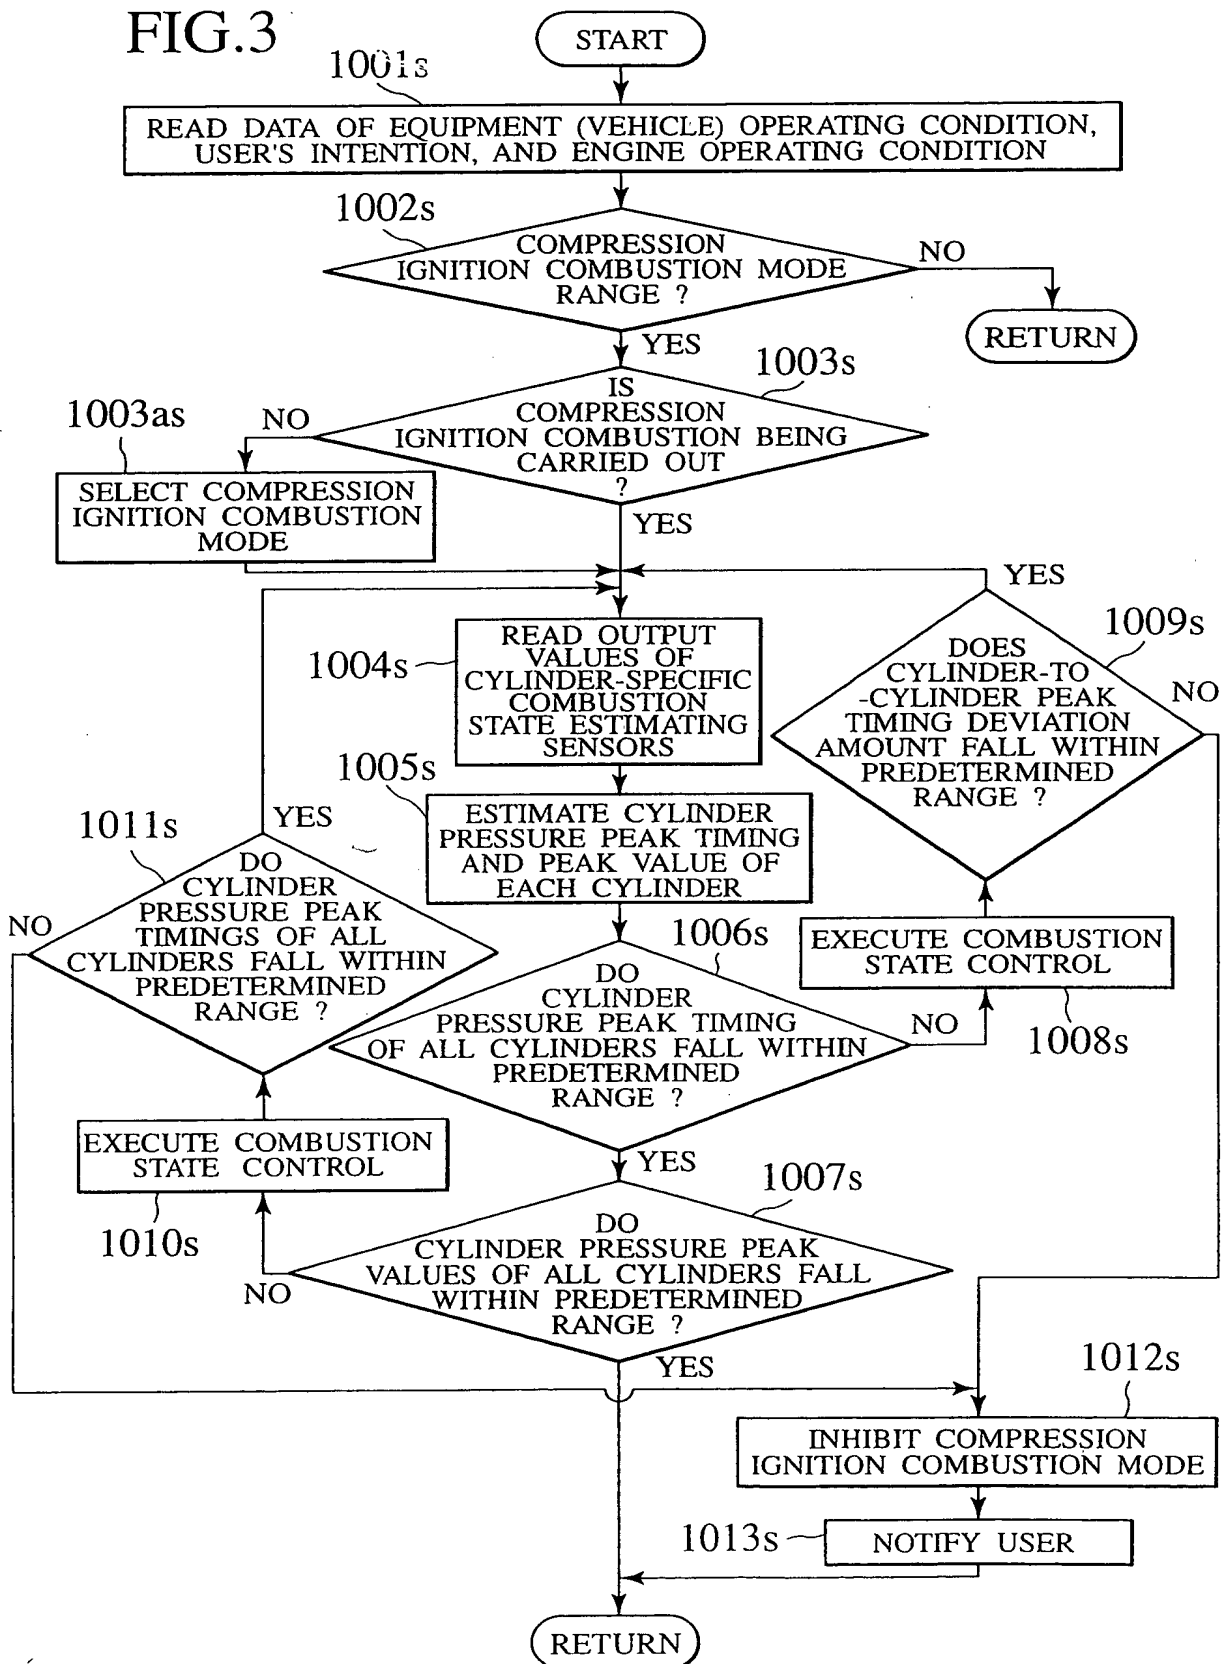 FIG.3
START
1001s
READ DATA OF EQUIPMENT (VEHICLE) OPERATING CONDITION,
USER'S INTENTION, AND ENGINE OPERATING CONDITION
1002s
COMPRESSION
IGNITION COMBUSTION MODE
RANGE ?
NO
RETURN
YES
1003s
IS
COMPRESSION
IGNITION COMBUSTION BEING
CARRIED OUT
?
NO
1003as
SELECT COMPRESSION
IGNITION COMBUSTION
MODE
YES
1004s
READ OUTPUT
VALUES OF
CYLINDER-SPECIFIC
COMBUSTION
STATE ESTIMATING
SENSORS
YES
1009s
DOES
CYLINDER-TO
-CYLINDER PEAK
TIMING DEVIATION
AMOUNT FALL WITHIN
PREDETERMINED
RANGE ?
NO
1005s
ESTIMATE CYLINDER
PRESSURE PEAK TIMING
AND PEAK VALUE OF
EACH CYLINDER
YES
1011s
DO
CYLINDER
PRESSURE PEAK
TIMINGS OF ALL
CYLINDERS FALL WITHIN
PREDETERMINED
RANGE ?
NO
1006s
DO
CYLINDER
PRESSURE PEAK TIMING
OF ALL CYLINDERS FALL WITHIN
PREDETERMINED
RANGE ?
NO
EXECUTE COMBUSTION
STATE CONTROL
1008s
YES
EXECUTE COMBUSTION
STATE CONTROL
1010s
1007s
DO
CYLINDER PRESSURE PEAK
VALUES OF ALL CYLINDERS FALL
WITHIN PREDETERMINED
RANGE ?
NO
YES
1012s
INHIBIT COMPRESSION
IGNITION COMBUSTION MODE
1013s
NOTIFY USER
RETURN